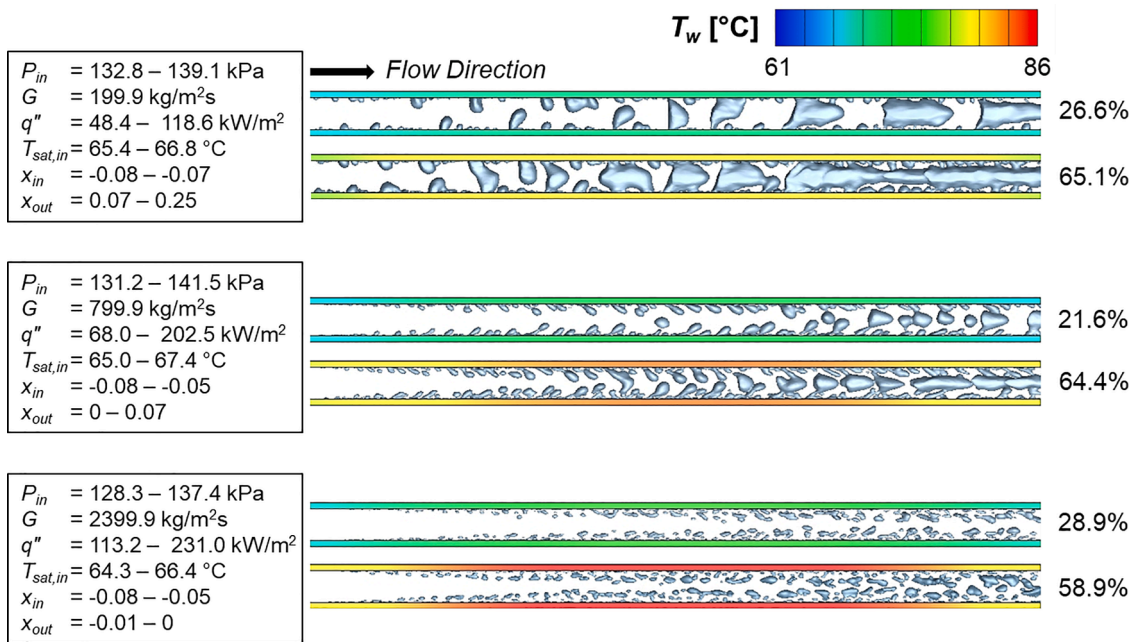 T_w [°C]
61 86
Flow Direction
P_in = 132.8 – 139.1 kPa
G = 199.9 kg/m²s
q" = 48.4 – 118.6 kW/m²
T_sat,in = 65.4 – 66.8 °C
x_in = -0.08 – -0.07
x_out = 0.07 – 0.25
26.6%
65.1%
P_in = 131.2 – 141.5 kPa
G = 799.9 kg/m²s
q" = 68.0 – 202.5 kW/m²
T_sat,in = 65.0 – 67.4 °C
x_in = -0.08 – -0.05
x_out = 0 – 0.07
21.6%
64.4%
P_in = 128.3 – 137.4 kPa
G = 2399.9 kg/m²s
q" = 113.2 – 231.0 kW/m²
T_sat,in = 64.3 – 66.4 °C
x_in = -0.08 – -0.05
x_out = -0.01 – 0
28.9%
58.9%